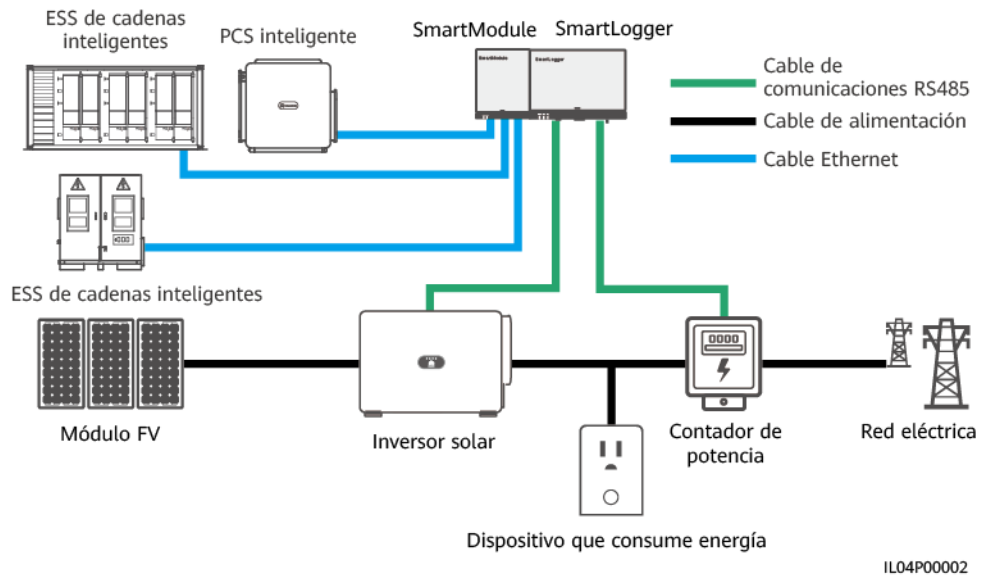 ESS de cadenas
inteligentes
PCS inteligente
SmartModule
SmartLogger
SmartModule
SmartLogger
Cable de
comunicaciones RS485
Cable de alimentación
Cable Ethernet
ESS de cadenas inteligentes
Módulo FV
Inversor solar
0000
Contador de
potencia
Red eléctrica
Dispositivo que consume energía
IL04P00002